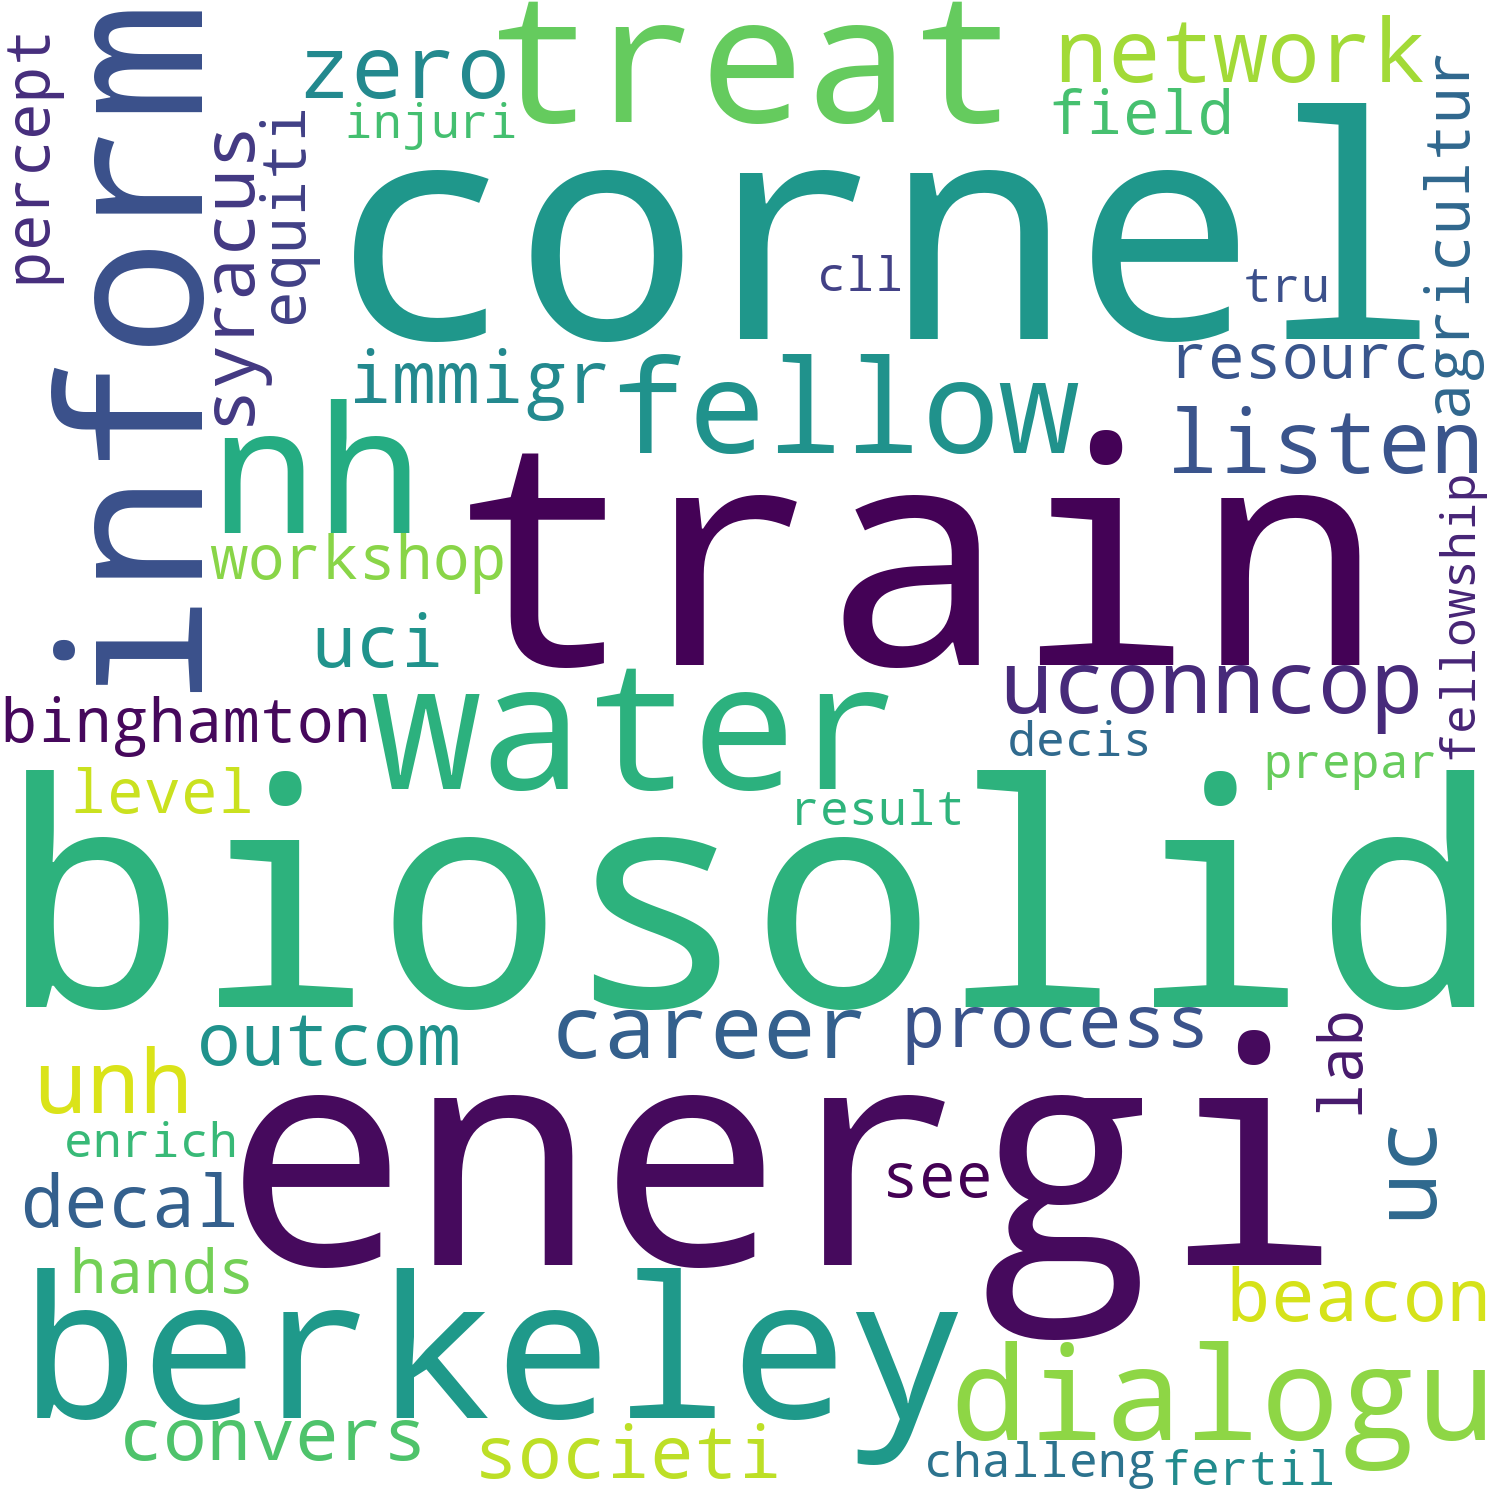 treat
zero
network
percept
inform
injuri
field
syracus
equiti
cornel
agricultur
cll
tru
immigr
fellow
resourc
nh
listen
train
workshop
fellowship
uci
water
uconncop
binghamton
decis
prepar
level
result
biosolid
outcom
career
process
lab
unh
energi
enrich
see
uc
decal
hands
berkeley
beacon
dialogu
convers
societi
challeng
fertil